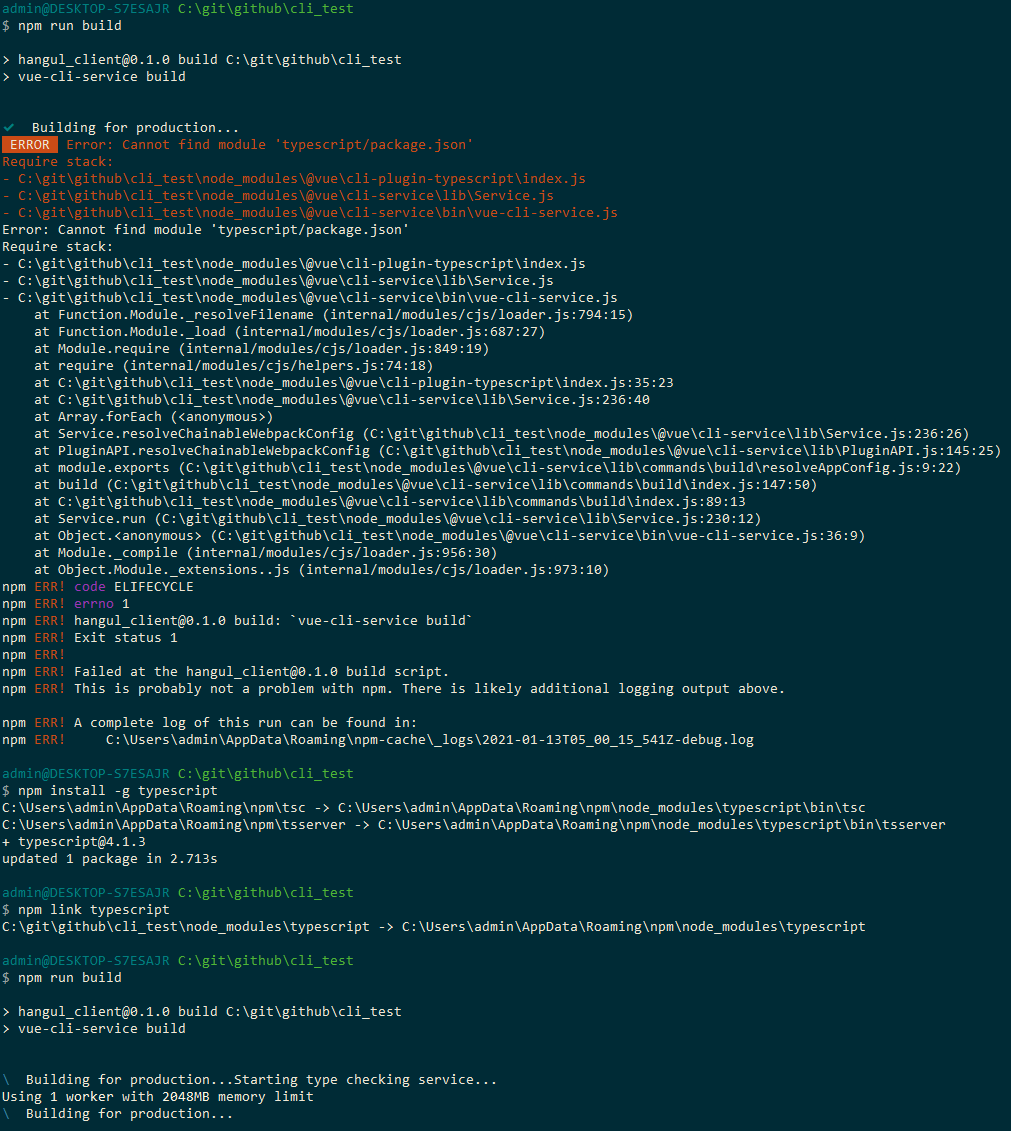 admin@DESKTOP-S7ESAJR C:\git\github\cli_test
$ npm run build
> hangul_client@0.1.0 build C:\git\github\cli_test
> vue-cli-service build
✔ Building for production...
ERROR Error: Cannot find module 'typescript/package.json'
Require stack:
- C:\git\github\cli_test\node_modules\@vue\cli-plugin-typescript\index.js
- C:\git\github\cli_test\node_modules\@vue\cli-service\lib\Service.js
- C:\git\github\cli_test\node_modules\@vue\cli-service\bin\vue-cli-service.js
Error: Cannot find module 'typescript/package.json'
Require stack:
- C:\git\github\cli_test\node_modules\@vue\cli-plugin-typescript\index.js
- C:\git\github\cli_test\node_modules\@vue\cli-service\lib\Service.js
- C:\git\github\cli_test\node_modules\@vue\cli-service\bin\vue-cli-service.js
    at Function.Module._resolveFilename (internal/modules/cjs/loader.js:794:15)
    at Function.Module._load (internal/modules/cjs/loader.js:687:27)
    at Module.require (internal/modules/cjs/loader.js:849:19)
    at require (internal/modules/cjs/helpers.js:74:18)
    at C:\git\github\cli_test\node_modules\@vue\cli-plugin-typescript\index.js:35:23
    at C:\git\github\cli_test\node_modules\@vue\cli-service\lib\Service.js:236:40
    at Array.forEach (<anonymous>)
    at Service.resolveChainableWebpackConfig (C:\git\github\cli_test\node_modules\@vue\cli-service\lib\Service.js:236:26)
    at PluginAPI.resolveChainableWebpackConfig (C:\git\github\cli_test\node_modules\@vue\cli-service\lib\PluginAPI.js:145:25)
    at module.exports (C:\git\github\cli_test\node_modules\@vue\cli-service\lib\commands\build\resolveAppConfig.js:9:22)
    at build (C:\git\github\cli_test\node_modules\@vue\cli-service\lib\commands\build\index.js:147:50)
    at C:\git\github\cli_test\node_modules\@vue\cli-service\lib\commands\build\index.js:89:13
    at Service.run (C:\git\github\cli_test\node_modules\@vue\cli-service\lib\Service.js:230:12)
    at Object.<anonymous> (C:\git\github\cli_test\node_modules\@vue\cli-service\bin\vue-cli-service.js:36:9)
    at Module._compile (internal/modules/cjs/loader.js:956:30)
    at Object.Module._extensions..js (internal/modules/cjs/loader.js:973:10)
npm ERR! code ELIFECYCLE
npm ERR! errno 1
npm ERR! hangul_client@0.1.0 build: `vue-cli-service build`
npm ERR! Exit status 1
npm ERR!
npm ERR! Failed at the hangul_client@0.1.0 build script.
npm ERR! This is probably not a problem with npm. There is likely additional logging output above.
npm ERR! A complete log of this run can be found in:
npm ERR!     C:\Users\admin\AppData\Roaming\npm-cache\_logs\2021-01-13T05_00_15_541Z-debug.log
admin@DESKTOP-S7ESAJR C:\git\github\cli_test
$ npm install -g typescript
C:\Users\admin\AppData\Roaming\npm\tsc -> C:\Users\admin\AppData\Roaming\npm\node_modules\typescript\bin\tsc
C:\Users\admin\AppData\Roaming\npm\tsserver -> C:\Users\admin\AppData\Roaming\npm\node_modules\typescript\bin\tsserver
+ typescript@4.1.3
updated 1 package in 2.713s
admin@DESKTOP-S7ESAJR C:\git\github\cli_test
$ npm link typescript
C:\git\github\cli_test\node_modules\typescript -> C:\Users\admin\AppData\Roaming\npm\node_modules\typescript
admin@DESKTOP-S7ESAJR C:\git\github\cli_test
$ npm run build
> hangul_client@0.1.0 build C:\git\github\cli_test
> vue-cli-service build
\ Building for production...Starting type checking service...
Using 1 worker with 2048MB memory limit
\ Building for production...